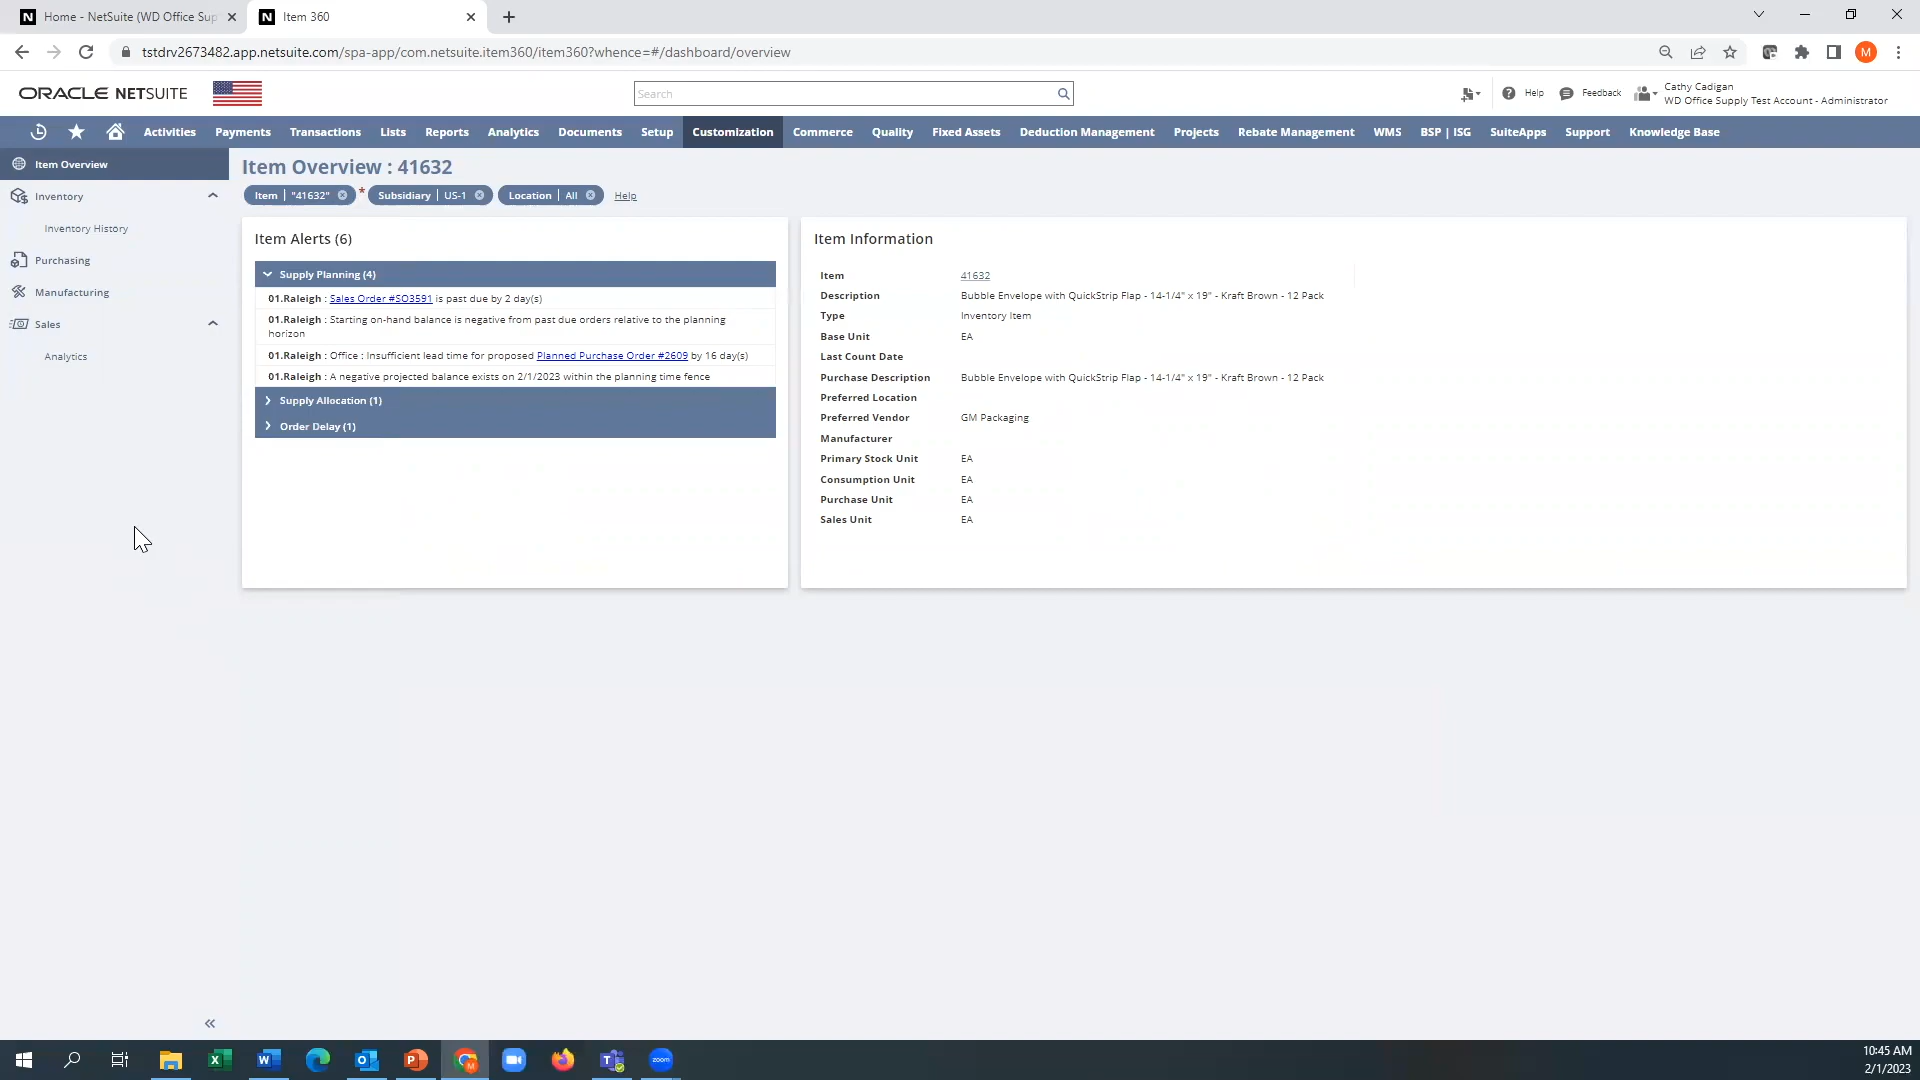 Home - NetSuite (WD Office Sup
Item 360
tstdrv2673482.app.netsuite.com/spa-app/com.netsuite.item360/item360?whence=#/dashboard/overview
M
ORACLE NETSUITE
Search
Help
Feedback
Cathy Cadigan
WD Office Supply Test Account - Administrator
Activities Payments Transactions Lists Reports Analytics Documents Setup Customization Commerce Quality Fixed Assets Deduction Management Projects Rebate Management WMS BSP | ISG SuiteApps Support Knowledge Base
Item Overview
Inventory
Inventory History
Purchasing
Manufacturing
Sales
Analytics
Item Overview : 41632
Item | "41632" * Subsidiary | US-1 Location | All Help
Item Alerts (6)
Supply Planning (4)
01.Raleigh : Sales Order #SO3591 is past due by 2 day(s)
01.Raleigh : Starting on-hand balance is negative from past due orders relative to the planning
horizon
01.Raleigh : Office : Insufficient lead time for proposed Planned Purchase Order #2609 by 16 day(s)
01.Raleigh : A negative projected balance exists on 2/1/2023 within the planning time fence
Supply Allocation (1)
Order Delay (1)
Item Information
Item 41632
Description Bubble Envelope with QuickStrip Flap - 14-1/4" x 19" - Kraft Brown - 12 Pack
Type Inventory Item
Base Unit EA
Last Count Date
Purchase Description Bubble Envelope with QuickStrip Flap - 14-1/4" x 19" - Kraft Brown - 12 Pack
Preferred Location
Preferred Vendor GM Packaging
Manufacturer
Primary Stock Unit EA
Consumption Unit EA
Purchase Unit EA
Sales Unit EA
zoom
10:45 AM
2/1/2023